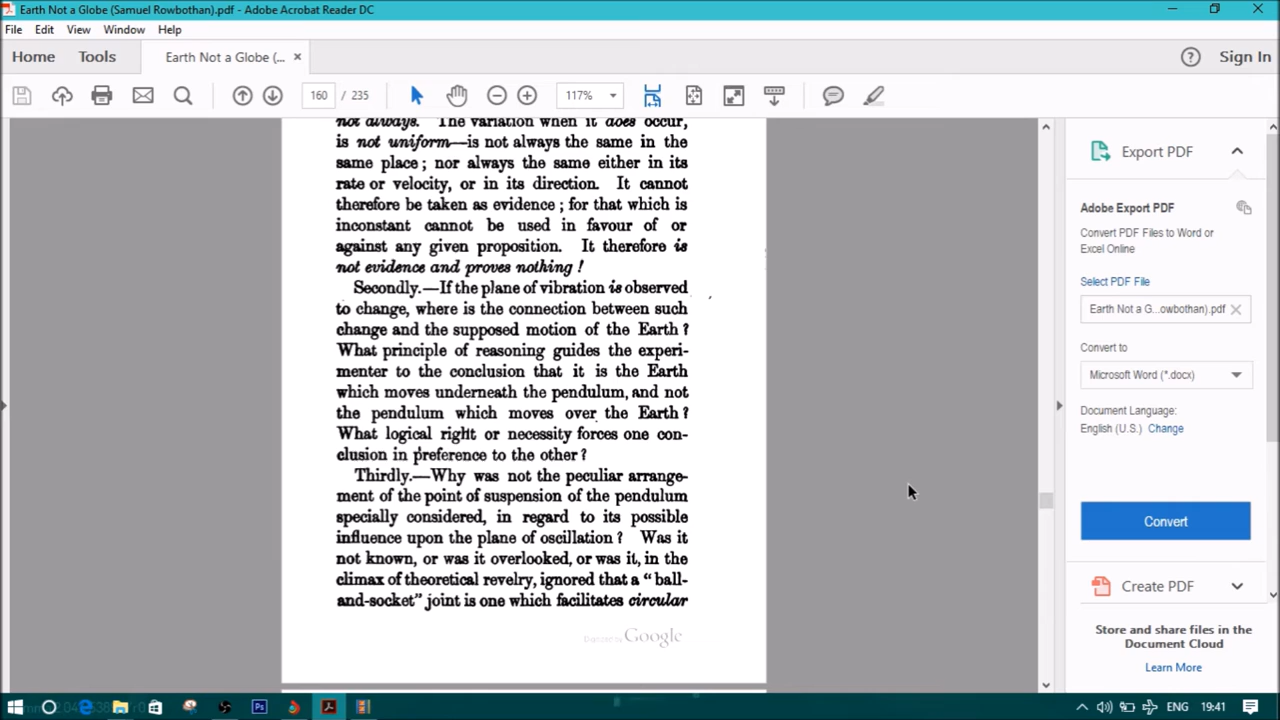 Earth Not a Globe (Samuel Rowbothan).pdf - Adobe Acrobat Reader DC
File Edit View Window Help
Home Tools Earth Not a Globe (... × Sign In
160 / 235 117%
not always. The variation when it does occur,
is not uniform—is not always the same in the
same place; nor always the same either in its
rate or velocity, or in its direction. It cannot
therefore be taken as evidence; for that which is
inconstant cannot be used in favour of or
against any given proposition. It therefore is
not evidence and proves nothing!
Secondly.—If the plane of vibration is observed
to change, where is the connection between such
change and the supposed motion of the Earth?
What principle of reasoning guides the experi-
menter to the conclusion that it is the Earth
which moves underneath the pendulum, and not
the pendulum which moves over the Earth?
What logical right or necessity forces one con-
clusion in preference to the other?
Thirdly.—Why was not the peculiar arrange-
ment of the point of suspension of the pendulum
specially considered, in regard to its possible
influence upon the plane of oscillation? Was it
not known, or was it overlooked, or was it, in the
climax of theoretical revelry, ignored that a "ball-
and-socket" joint is one which facilitates circular
Digitized by Google
Export PDF
Adobe Export PDF
Convert PDF Files to Word or
Excel Online
Select PDF File
Earth Not a G...owbothan).pdf ×
Convert to
Microsoft Word (*.docx)
Document Language:
English (U.S.) Change
Convert
Create PDF
Store and share files in the
Document Cloud
Learn More
ENG 19:41